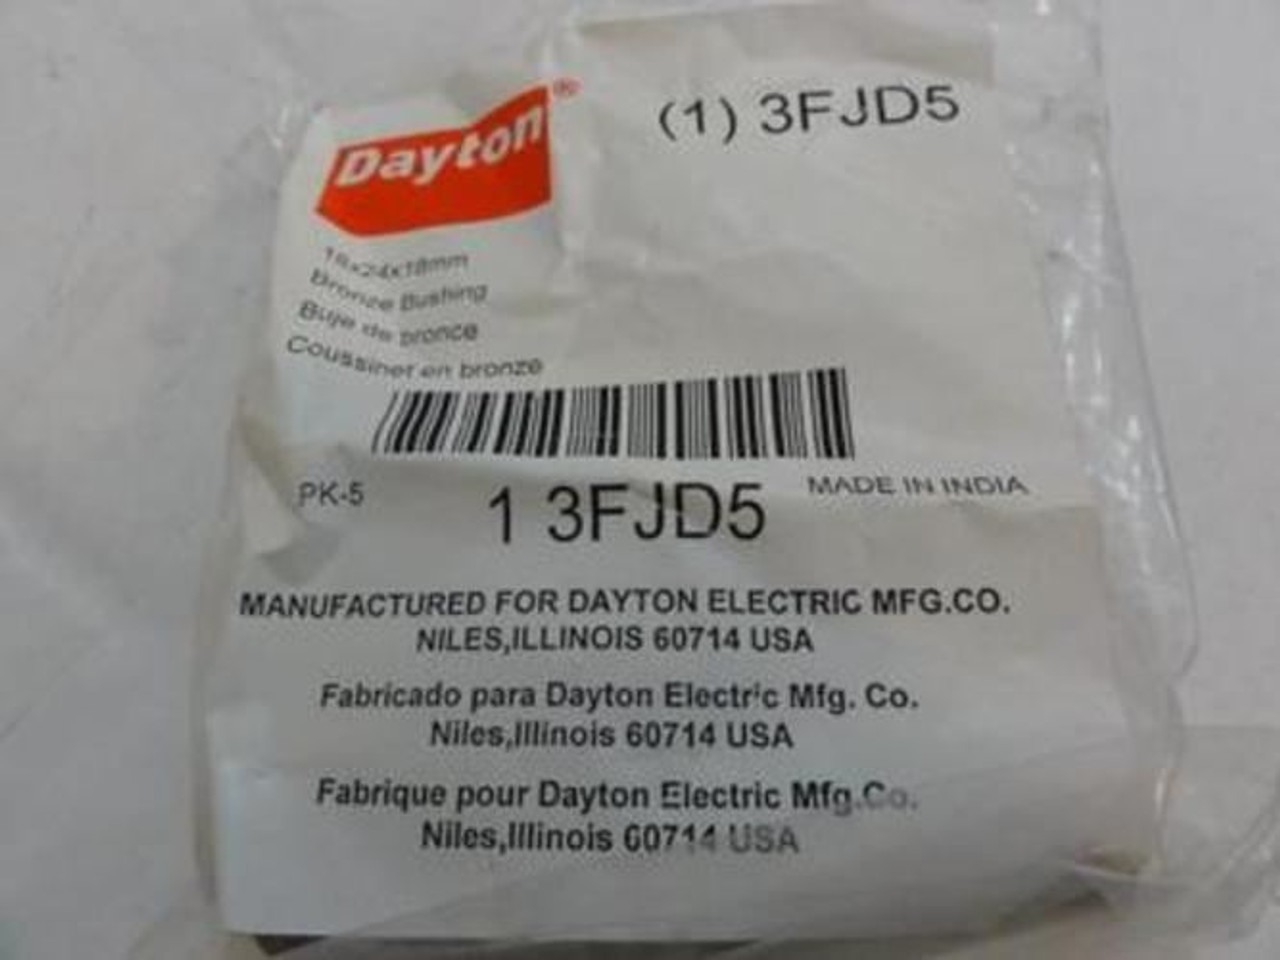 Dayton®
(1) 3FJD5
18x24x18mm
Bronze Bushing
Buje de bronce
Coussinet en bronze
PK-5
1 3FJD5
MADE IN INDIA
MANUFACTURED FOR DAYTON ELECTRIC MFG.CO.
NILES,ILLINOIS 60714 USA
Fabricado para Dayton Electric Mfg. Co.
Niles,Illinois 60714 USA
Fabrique pour Dayton Electric Mfg.Co.
Niles,Illinois 60714 USA